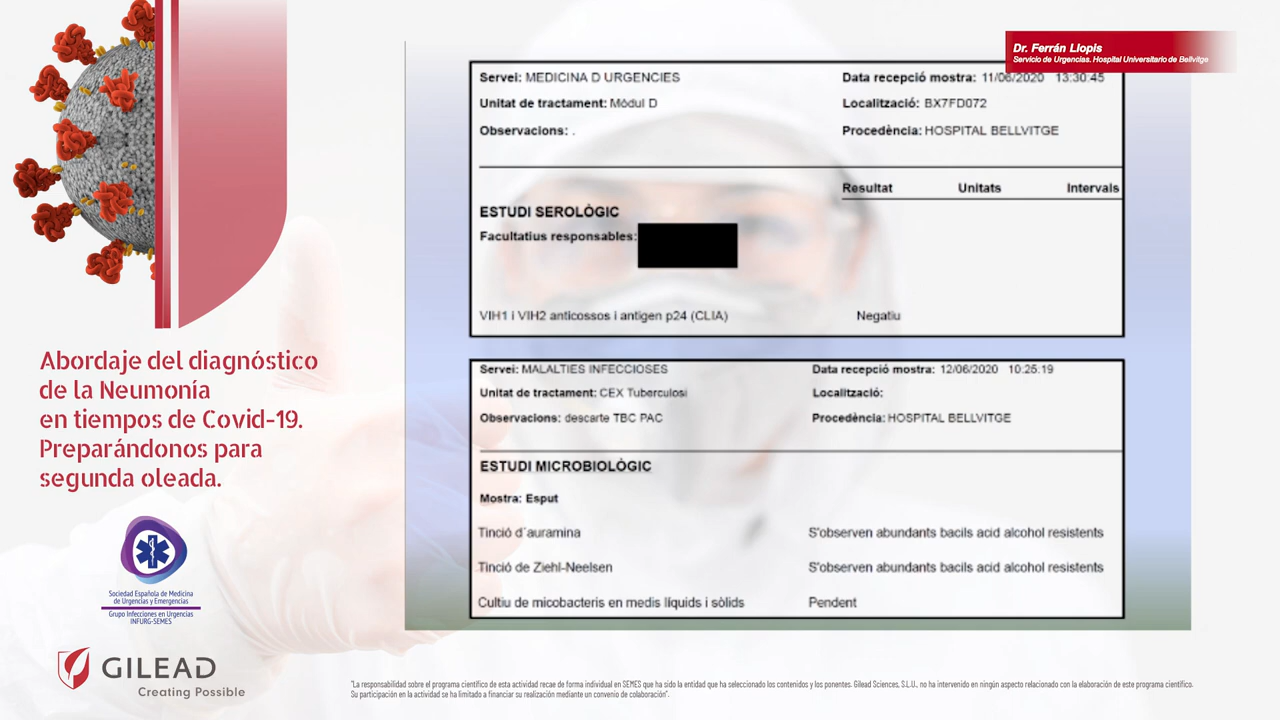 Dr. Ferrán Llopis
Servicio de Urgencias. Hospital Universitario de Bellvitge
Servei: MEDICINA D URGENCIES
Data recepció mostra: 11/06/2020 13:30:45
Unitat de tractament: Mòdul D
Localització: BX7FD072
Observacions: .
Procedència: HOSPITAL BELLVITGE
Resultat Unitats Intervals
ESTUDI SEROLÒGIC
Facultatius responsables:
VIH1 i VIH2 anticossos i antigen p24 (CLIA) Negatiu
Servei: MALALTIES INFECCIOSES
Data recepció mostra: 12/06/2020 10:25:19
Unitat de tractament: CEX Tuberculosi
Localització:
Observacions: descarte TBC PAC
Procedència: HOSPITAL BELLVITGE
ESTUDI MICROBIOLÒGIC
Mostra: Esput
Tinció d´auramina S'observen abundants bacils acid alcohol resistents
Tinció de Ziehl-Neelsen S'observen abundants bacils acid alcohol resistents
Cultiu de micobacteris en medis líquids i sòlids Pendent
Abordaje del diagnóstico
de la Neumonía
en tiempos de Covid-19.
Preparándonos para
segunda oleada.
Sociedad Española de Medicina
de Urgencias y Emergencias
Grupo Infecciones en Urgencias
INFURG-SEMES
GILEAD
Creating Possible
"La responsabilidad sobre el programa científico de esta actividad recae de forma individual en SEMES que ha sido la entidad que ha seleccionado los contenidos y los ponentes. Gilead Sciences, S.L.U., no ha intervenido en ningún aspecto relacionado con la elaboración de este programa científico.
Su participación en la actividad se ha limitado a financiar su realización mediante un convenio de colaboración".